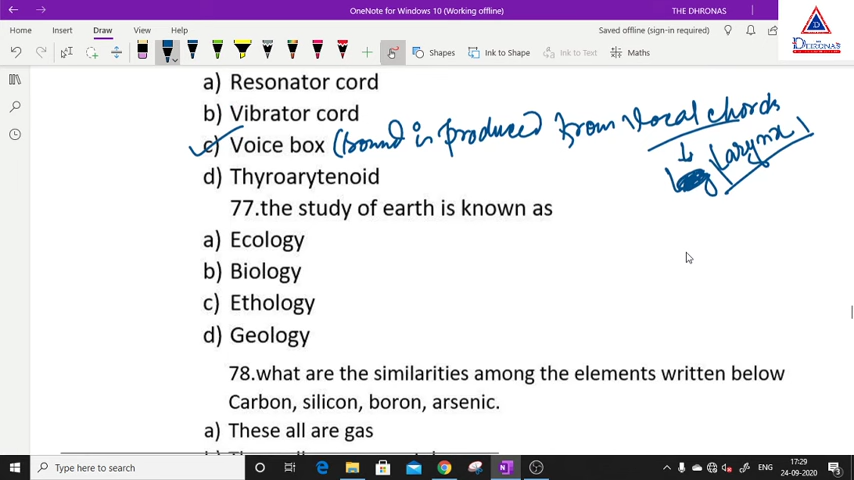 OneNote for Windows 10 (Working offline)
THE DHRONAS
Home Insert Draw View Help
Saved offline (sign-in required)
Shapes Ink to Shape Ink to Text Maths
D
DHRONAS
a) Resonator cord
b) Vibrator cord
c) Voice box (sound is produced from vocal chords
Larynx
d) Thyroarytenoid
77.the study of earth is known as
a) Ecology
b) Biology
c) Ethology
d) Geology
78.what are the similarities among the elements written below
Carbon, silicon, boron, arsenic.
a) These all are gas
Type here to search
ENG
17:29
24-09-2020
3